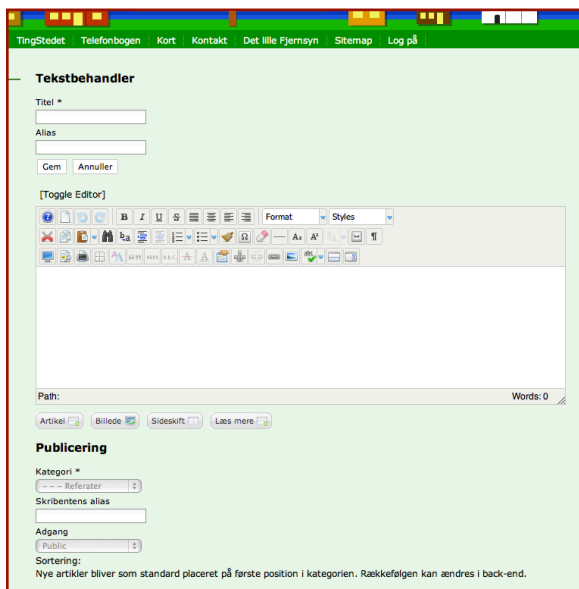 TingStedet Telefonbogen Kort Kontakt Det lille Fjernsyn Sitemap Log på
Tekstbehandler
Titel *
Alias
Gem Annuller
[Toggle Editor]
B I U S Format Styles
Path: Words: 0
Artikel Billede Sideskift Læs mere
Publicering
Kategori *
- - - Referater
Skribentens alias
Adgang
Public
Sortering:
Nye artikler bliver som standard placeret på første position i kategorien. Rækkefølgen kan ændres i back-end.